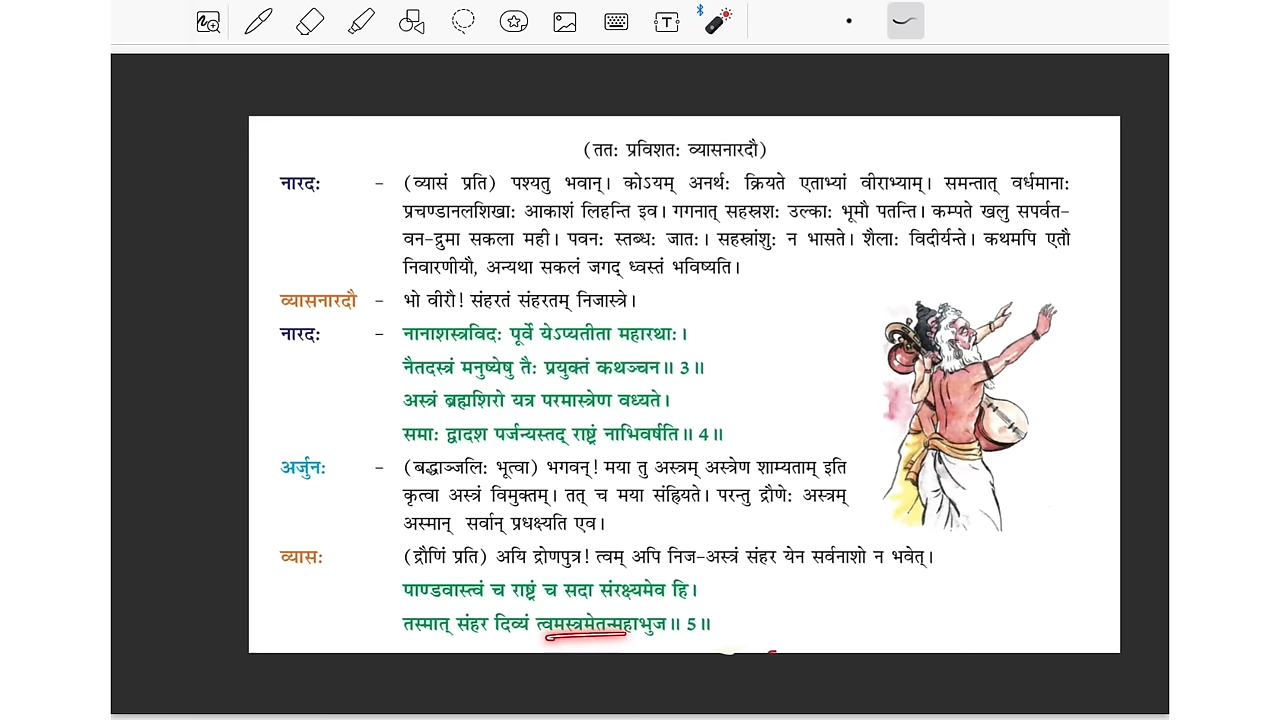 (तत: प्रविशत: व्यासनारदौ)
नारद: – (व्यासं प्रति) पश्यतु भवान्। कोऽयम् अनर्थ: क्रियते एताभ्यां वीराभ्याम्। समन्तात् वर्धमाना:
प्रचण्डानलशिखा: आकाशं लिहन्ति इव। गगनात् सहस्रश: उल्का: भूमौ पतन्ति। कम्पते खलु सपर्वत–
वन–द्रुमा सकला मही। पवन: स्तब्ध: जात:। सहस्रांशु: न भासते। शैला: विदीर्यन्ते। कथमपि एतौ
निवारणीयौ, अन्यथा सकलं जगद् ध्वस्तं भविष्यति।
व्यासनारदौ – भो वीरौ! संहरतं संहरतम् निजास्त्रे।
नारद: – नानाशस्त्रविद: पूर्वे येऽप्यतीता महारथा:।
नैतदस्त्रं मनुष्येषु तै: प्रयुक्तं कथञ्चन॥ 3॥
अस्त्रं ब्रह्मशिरो यत्र परमास्त्रेण वध्यते।
समा: द्वादश पर्जन्यस्तद् राष्ट्रं नाभिवर्षति॥ 4॥
अर्जुन: – (बद्धाञ्जलि: भूत्वा) भगवन्! मया तु अस्त्रम् अस्त्रेण शाम्यताम् इति
कृत्वा अस्त्रं विमुक्तम्। तत् च मया संह्रियते। परन्तु द्रौणे: अस्त्रम्
अस्मान् सर्वान् प्रधक्ष्यति एव।
व्यास: (द्रौणिं प्रति) अयि द्रोणपुत्र! त्वम् अपि निज–अस्त्रं संहर येन सर्वनाशो न भवेत्।
पाण्डवास्त्वं च राष्ट्रं च सदा संरक्ष्यमेव हि।
तस्मात् संहर दिव्यं त्वमस्त्रमेतन्महाभुज॥ 5॥